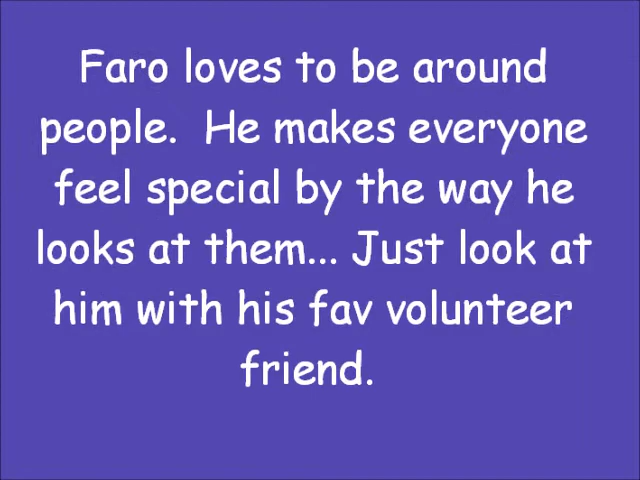 Faro loves to be around
people.  He makes everyone
feel special by the way he
looks at them... Just look at
him with his fav volunteer
friend.